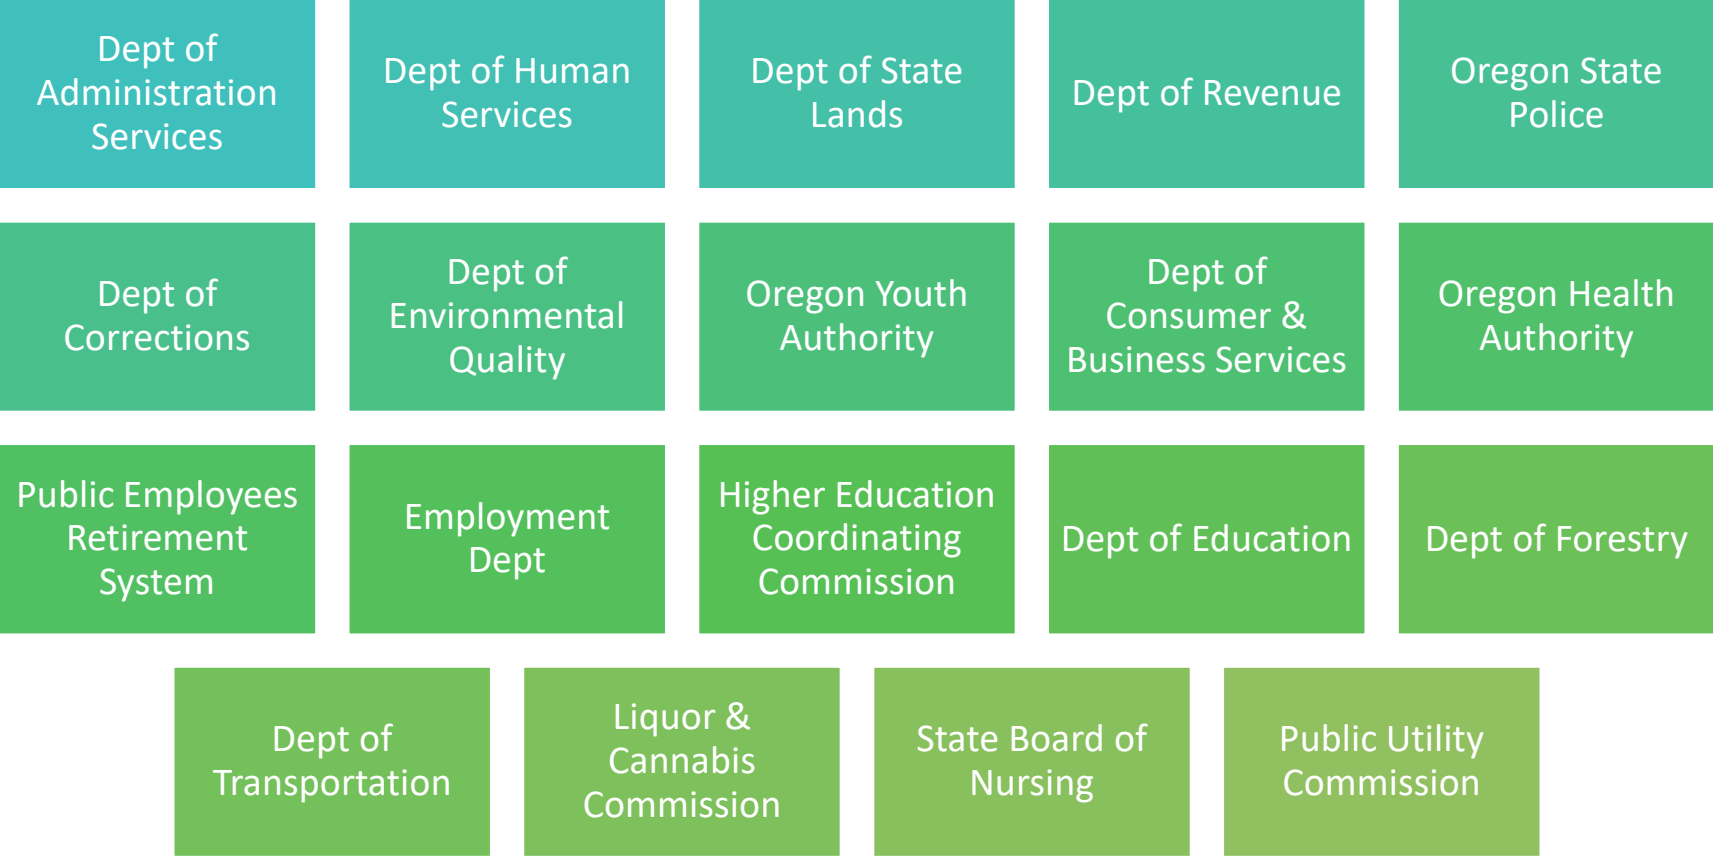 Dept of
Administration
Services
Dept of Human
Services
Dept of State
Lands
Dept of Revenue
Oregon State
Police
Dept of
Corrections
Dept of
Environmental
Quality
Oregon Youth
Authority
Dept of
Consumer &
Business Services
Oregon Health
Authority
Public Employees
Retirement
System
Employment
Dept
Higher Education
Coordinating
Commission
Dept of Education
Dept of Forestry
Dept of
Transportation
Liquor &
Cannabis
Commission
State Board of
Nursing
Public Utility
Commission